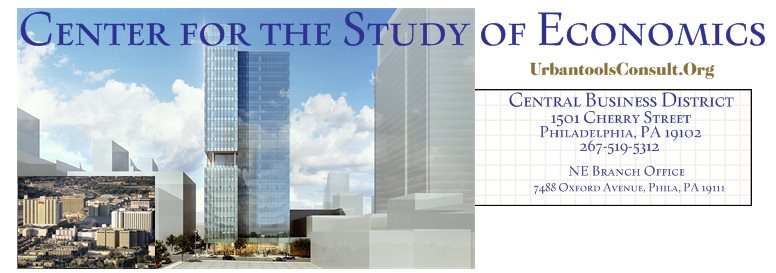 Center for the Study of Economics
UrbantoolsConsult.Org
Central Business District
1501 Cherry Street
Philadelphia, PA 19102
267-519-5312
NE Branch Office
7488 Oxford Avenue, Phila, PA 19111